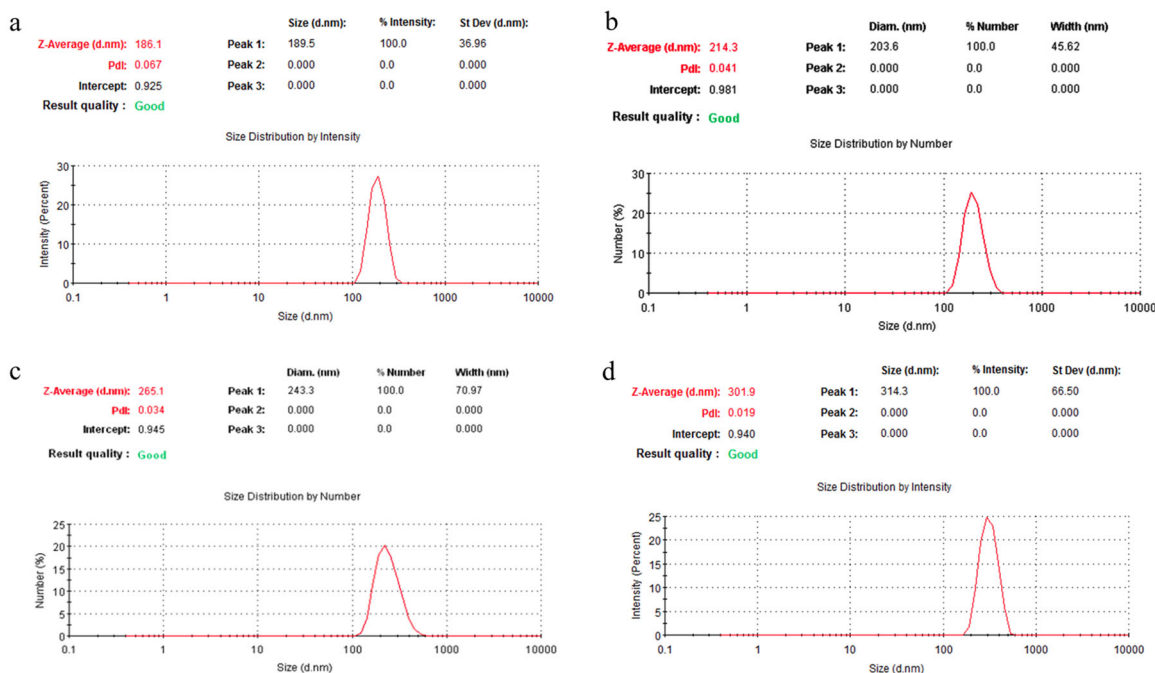 a
Size (d.nm): % Intensity: St Dev (d.nm):
Z-Average (d.nm): 186.1 Peak 1: 189.5 100.0 36.96
PdI: 0.067 Peak 2: 0.000 0.0 0.000
Intercept: 0.925 Peak 3: 0.000 0.0 0.000
Result quality : Good
Size Distribution by Intensity
Intensity (Percent)
30
20
10
0
0.1 1 10 100 1000 10000
Size (d.nm)
b
Diam. (nm) % Number Width (nm)
Z-Average (d.nm): 214.3 Peak 1: 203.6 100.0 45.62
PdI: 0.041 Peak 2: 0.000 0.0 0.000
Intercept: 0.981 Peak 3: 0.000 0.0 0.000
Result quality : Good
Size Distribution by Number
Number (%)
30
20
10
0
0.1 1 10 100 1000 10000
Size (d.nm)
c
Diam. (nm) % Number Width (nm)
Z-Average (d.nm): 265.1 Peak 1: 243.3 100.0 70.97
PdI: 0.034 Peak 2: 0.000 0.0 0.000
Intercept: 0.945 Peak 3: 0.000 0.0 0.000
Result quality : Good
Size Distribution by Number
Number (%)
25
20
15
10
5
0
0.1 1 10 100 1000 10000
Size (d.nm)
d
Size (d.nm): % Intensity: St Dev (d.nm):
Z-Average (d.nm): 301.9 Peak 1: 314.3 100.0 66.50
PdI: 0.019 Peak 2: 0.000 0.0 0.000
Intercept: 0.940 Peak 3: 0.000 0.0 0.000
Result quality : Good
Size Distribution by Intensity
Intensity (Percent)
25
20
15
10
5
0
0.1 1 10 100 1000 10000
Size (d.nm)